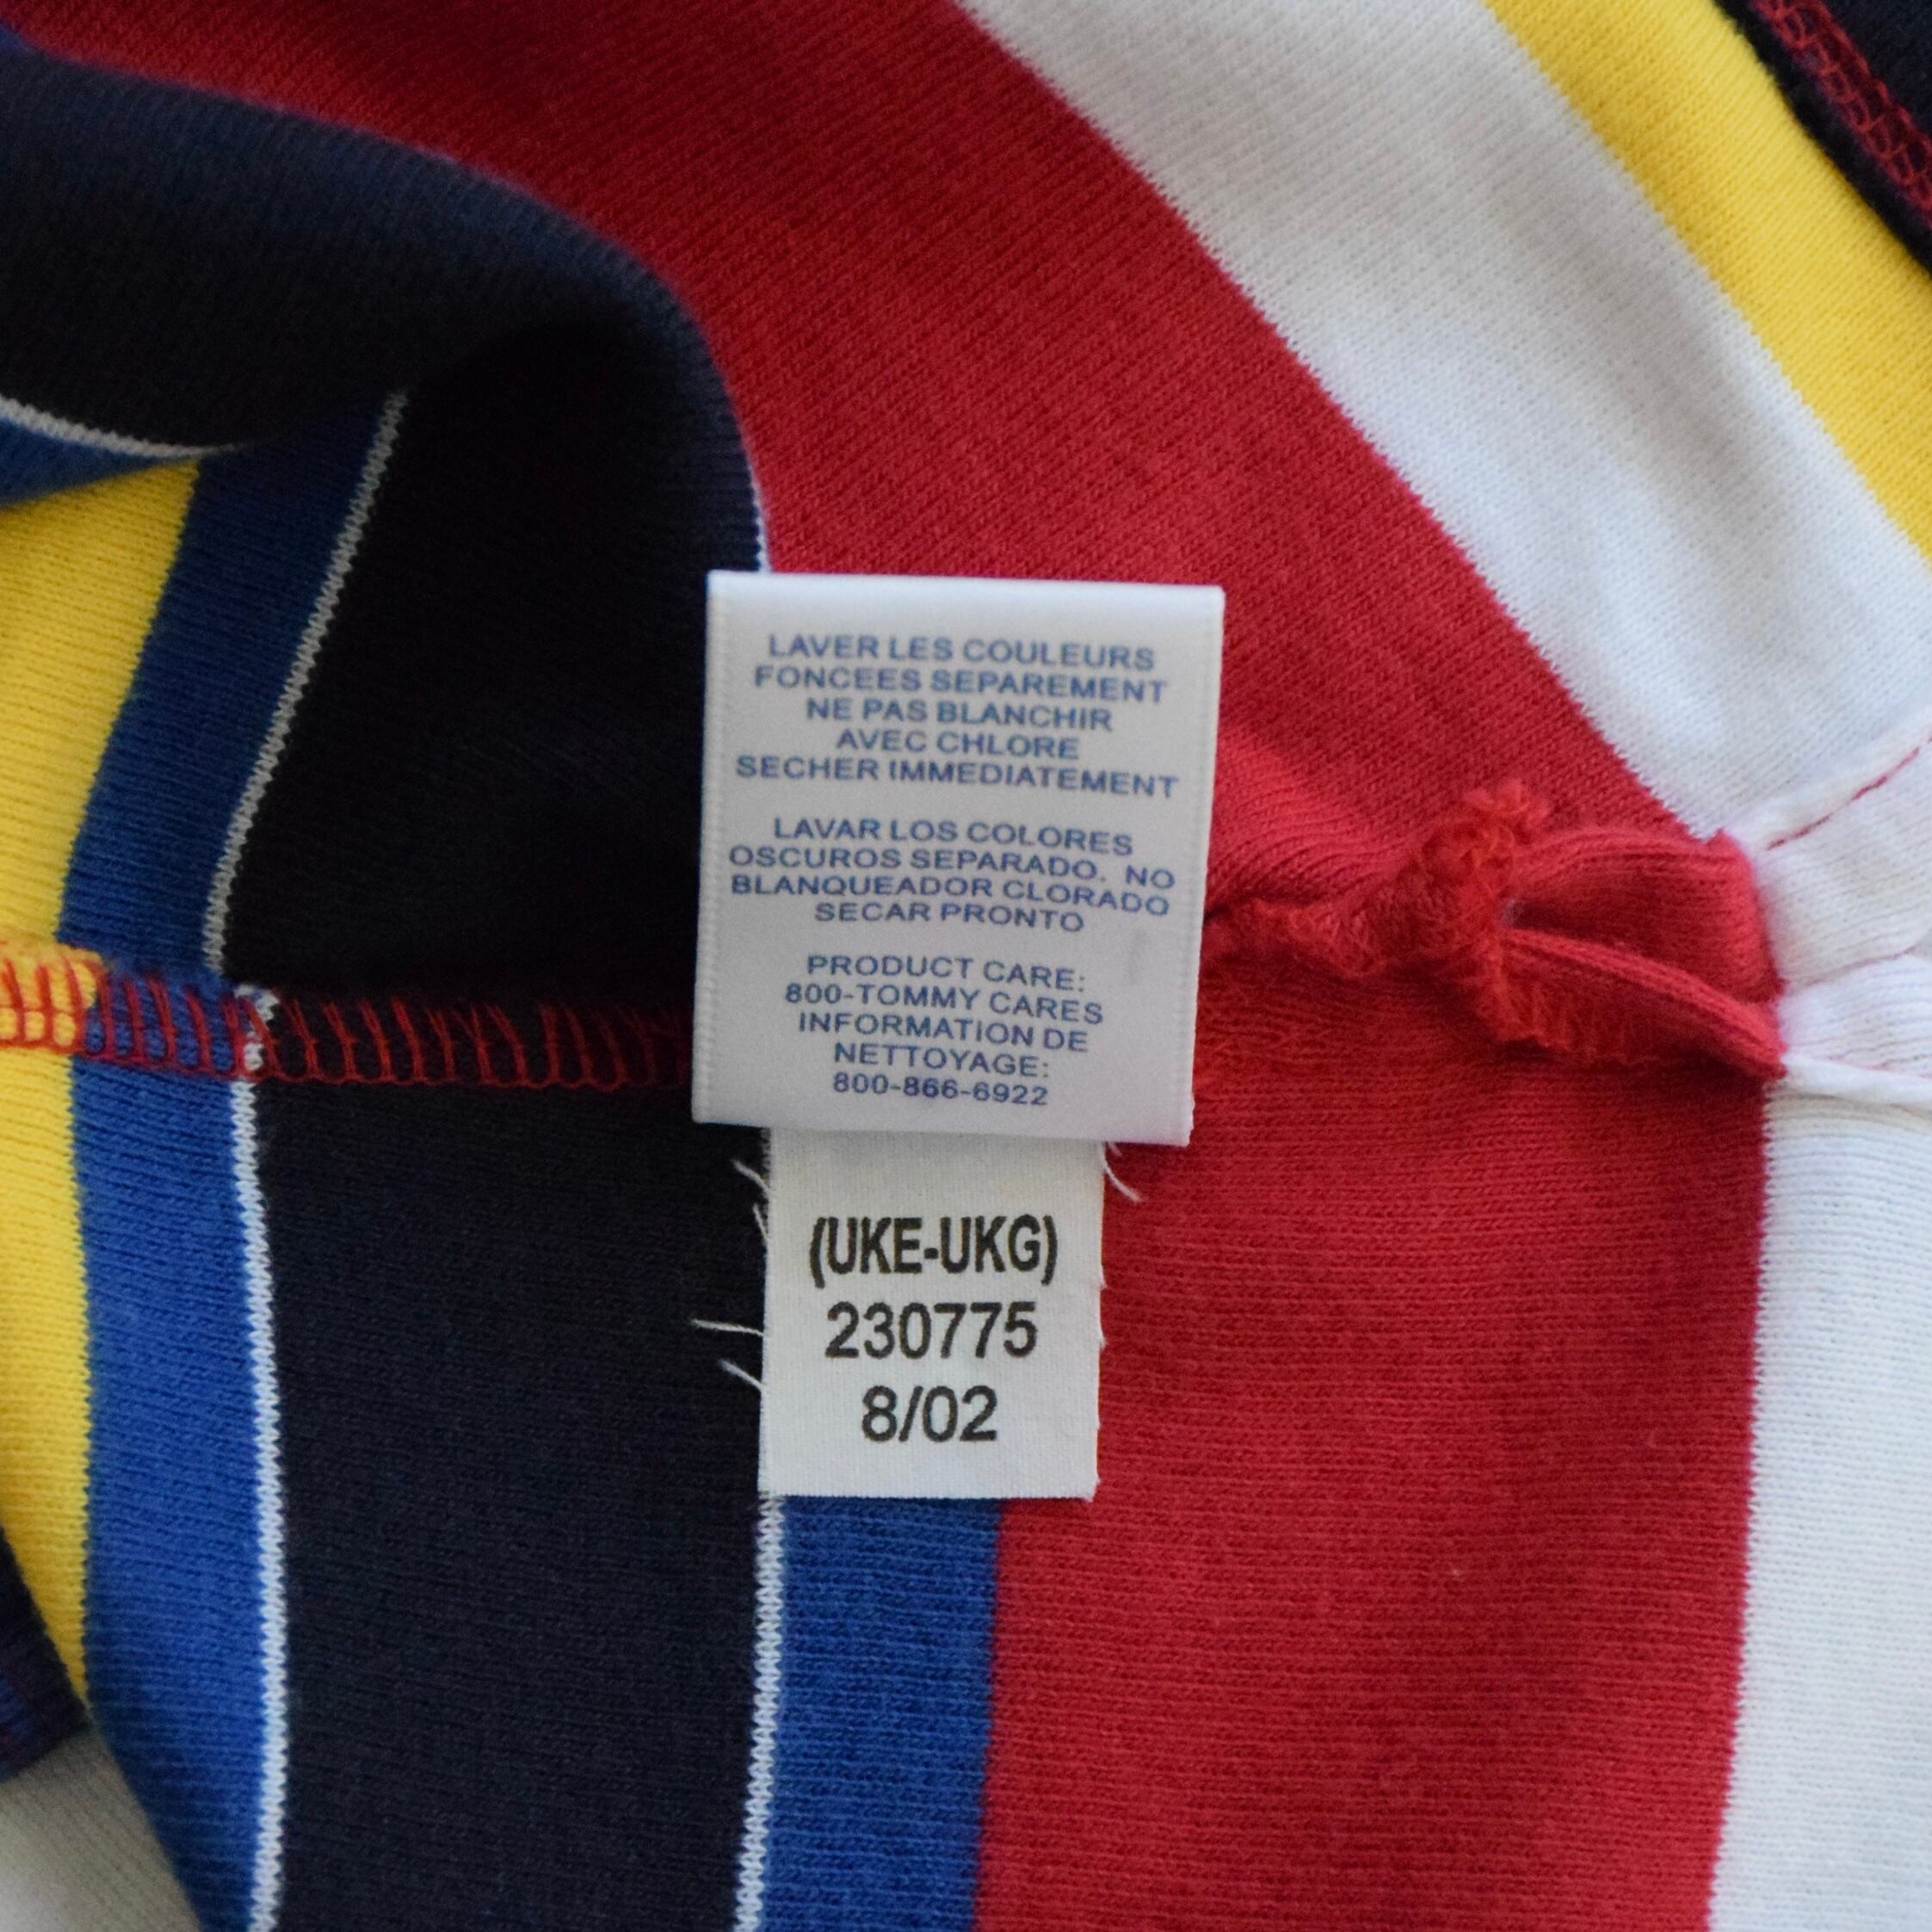 LAVER LES COULEURS
FONCEES SEPAREMENT
NE PAS BLANCHIR
AVEC CHLORE
SECHER IMMEDIATEMENT
LAVAR LOS COLORES
OSCUROS SEPARADO. NO
BLANQUEADOR CLORADO
SECAR PRONTO
PRODUCT CARE:
800-TOMMY CARES
INFORMATION DE
NETTOYAGE:
800-866-6922
(UKE-UKG)
230775
8/02